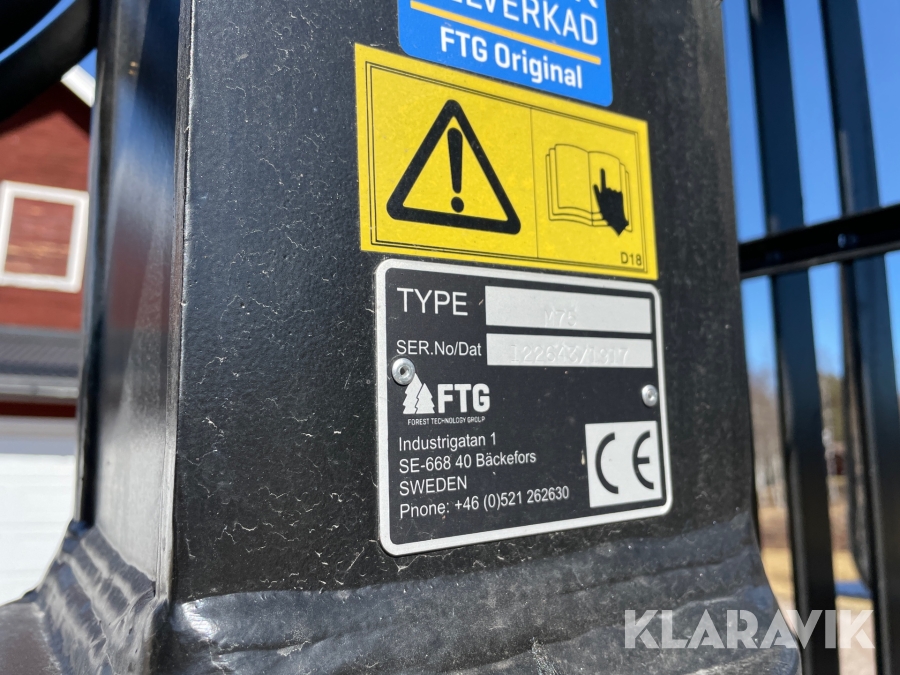 LLVERKAD
FTG Original
D18
TYPE
SER.No/Dat
FTG
FOREST TECHNOLOGY GROUP
Industrigatan 1
SE-668 40 Bäckefors
SWEDEN
Phone: +46 (0)521 262630
CE
KLARAVIK